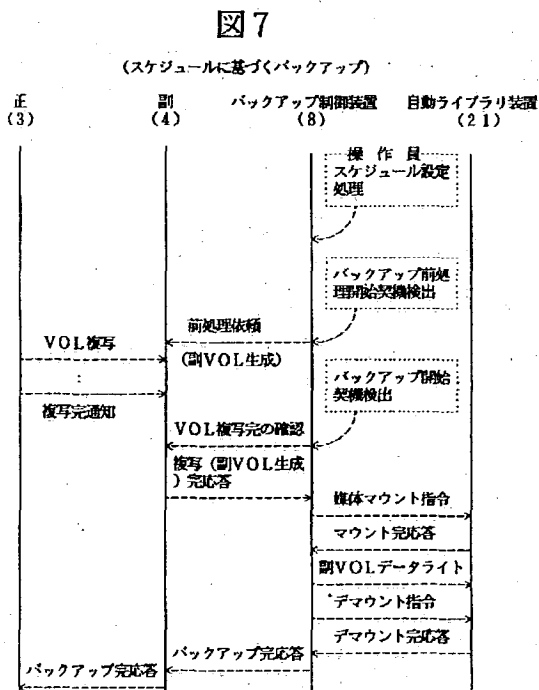 図7
(スケジュールに基づくバックアップ)
正 副 バックアップ制御装置 自動ライブラリ装置
(3) (4) (8) (21)
操作員
スケジュール設定
処理
バックアップ前処
理開始契機検出
前処理依頼
VOL複写
(副VOL生成)
:
バックアップ開始
契機検出
複写完通知
VOL複写完の確認
複写(副VOL生成
)完応答
媒体マウント指令
マウント完応答
副VOLデータライト
デマウント指令
デマウント完応答
バックアップ完応答
バックアップ完応答